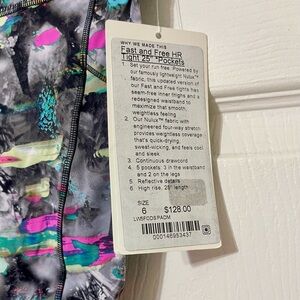 WHY WE MADE THIS
Fast and Free HR
Tight 25" *Pockets
1. Set your run free. Powered by
our famously lightweight Nulux™
fabric, this updated version of
our Fast and Free tights has
seam-free inner thighs and a
redesigned waistband to
maximize that smooth,
weightless feeling
2. Our Nulux™ fabric with
engineered four-way stretch
provides weightless coverage
that's quick-drying,
sweat-wicking, and feels cool
and sleek
3. Continuous drawcord
4. 5 pockets: 3 in the waistband
and 2 on the legs
5. Reflective details
6. High rise, 25" length
SIZE
6 $128.00
LW5FDDS/PADM
000146953437